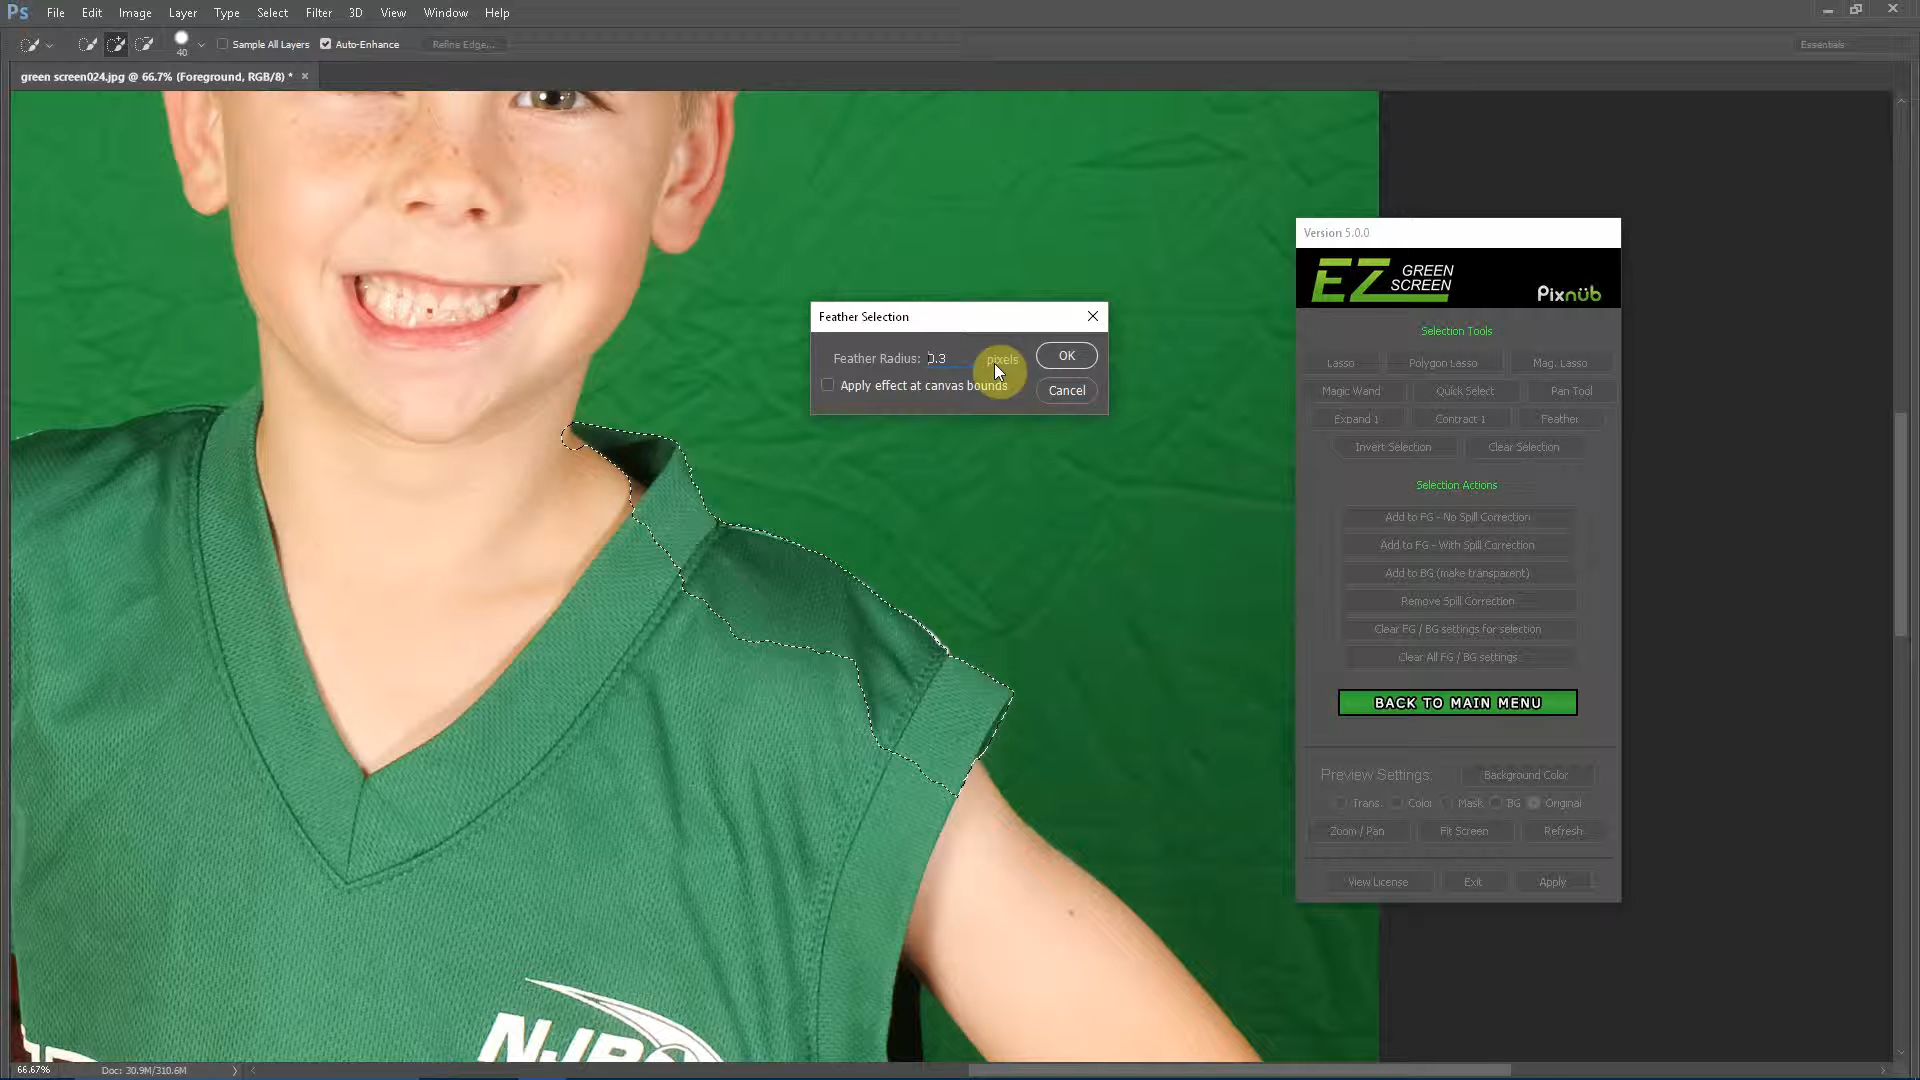 Ps File Edit Image Layer Type Select Filter 3D View Window Help
40 Sample All Layers Auto-Enhance Refine Edge... Essentials
green screen024.jpg @ 66.7% (Foreground, RGB/8) * ×
Version 5.0.0
EZ GREEN SCREEN Pixnüb
Feather Selection
Feather Radius: 0.3 pixels OK
Apply effect at canvas bounds Cancel
Selection Tools
Lasso Polygon Lasso Mag. Lasso
Magic Wand Quick Select Pan Tool
Expand 1 Contract 1 Feather
Invert Selection Clear Selection
Selection Actions
Add to FG - No Spill Correction
Add to FG - With Spill Correction
Add to BG (make transparent)
Remove Spill Correction
Clear FG / BG settings for selection
Clear All FG / BG settings
BACK TO MAIN MENU
Preview Settings: Background Color
Trans. Color Mask BG Original
Zoom / Pan Fit Screen Refresh
View License Exit Apply
66.67% Doc: 30.9M/310.6M